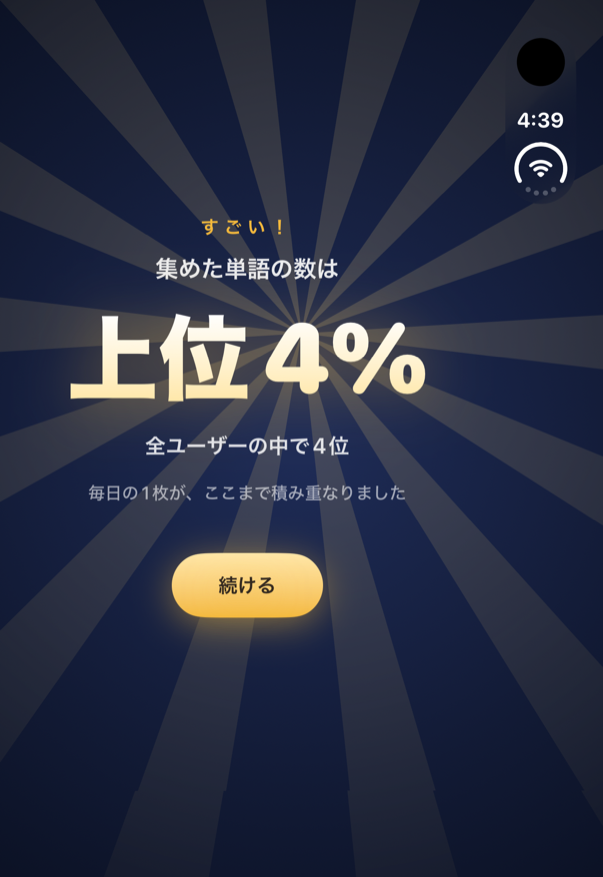 4:39
すごい！
集めた単語の数は
上位4%
全ユーザーの中で4位
毎日の1枚が、ここまで積み重なりました
続ける